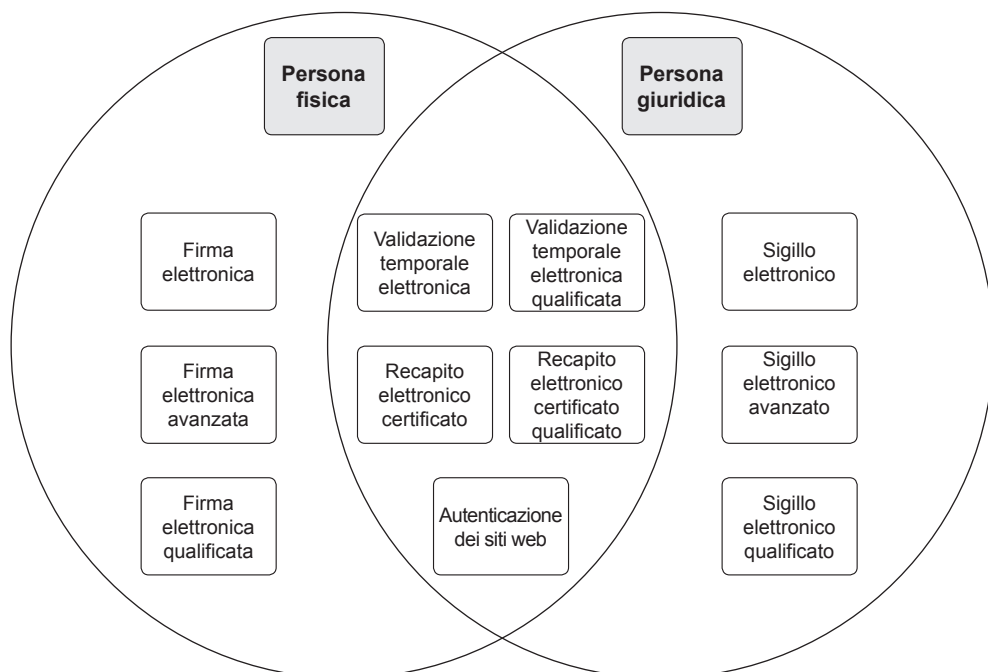 Persona
fisica
Persona
giuridica
Firma
elettronica
Validazione
temporale
elettronica
Validazione
temporale
elettronica
qualificata
Sigillo
elettronico
Firma
elettronica
avanzata
Recapito
elettronico
certificato
Recapito
elettronico
certificato
qualificato
Sigillo
elettronico
avanzato
Firma
elettronica
qualificata
Autenticazione
dei siti web
Sigillo
elettronico
qualificato